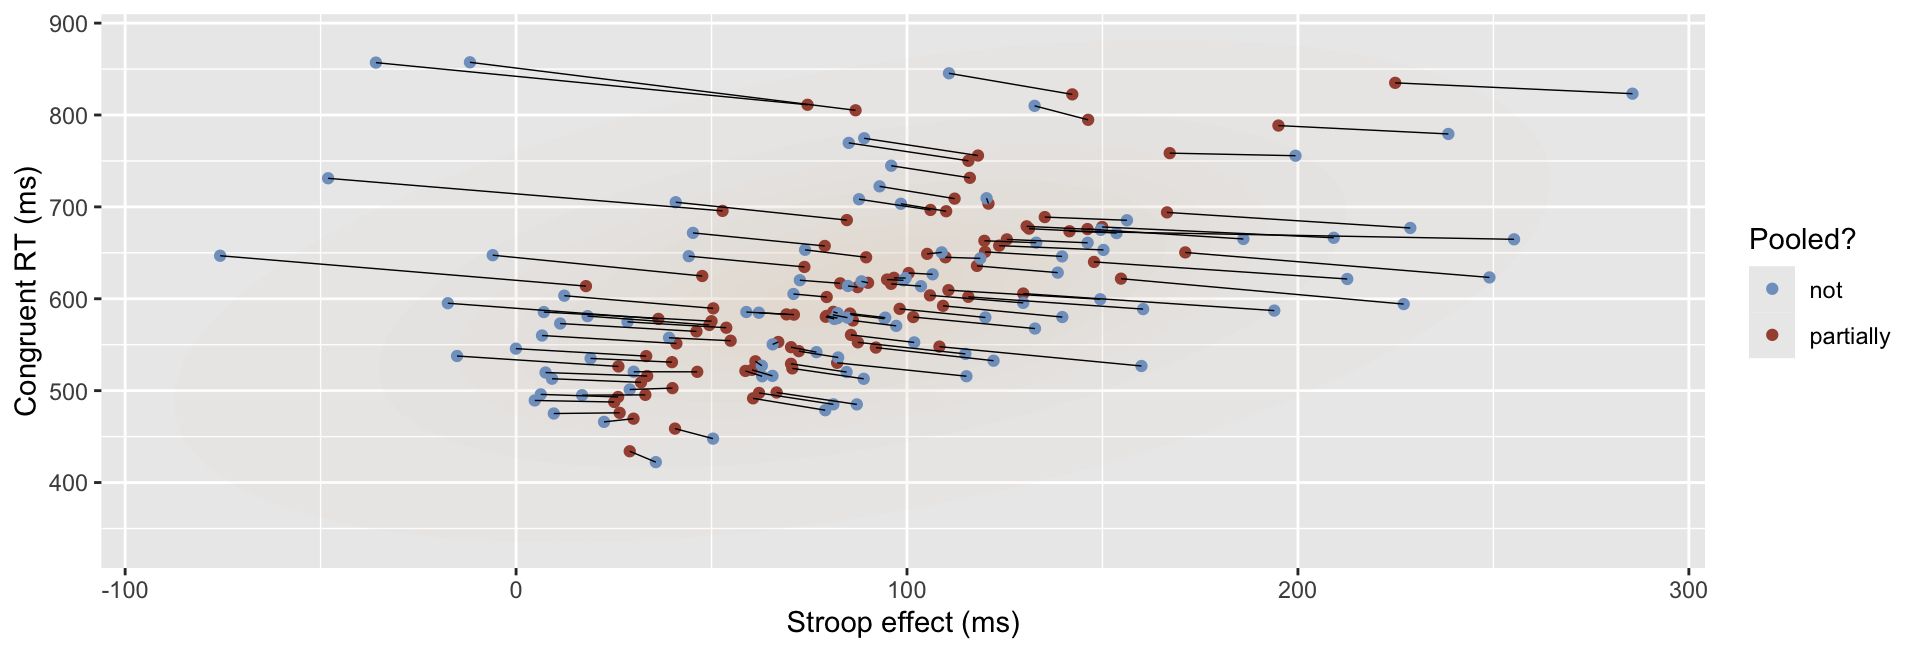 900
800
700
600
500
400
Congruent RT (ms)
-100 0 100 200 300
Stroop effect (ms)
Pooled?
not
partially